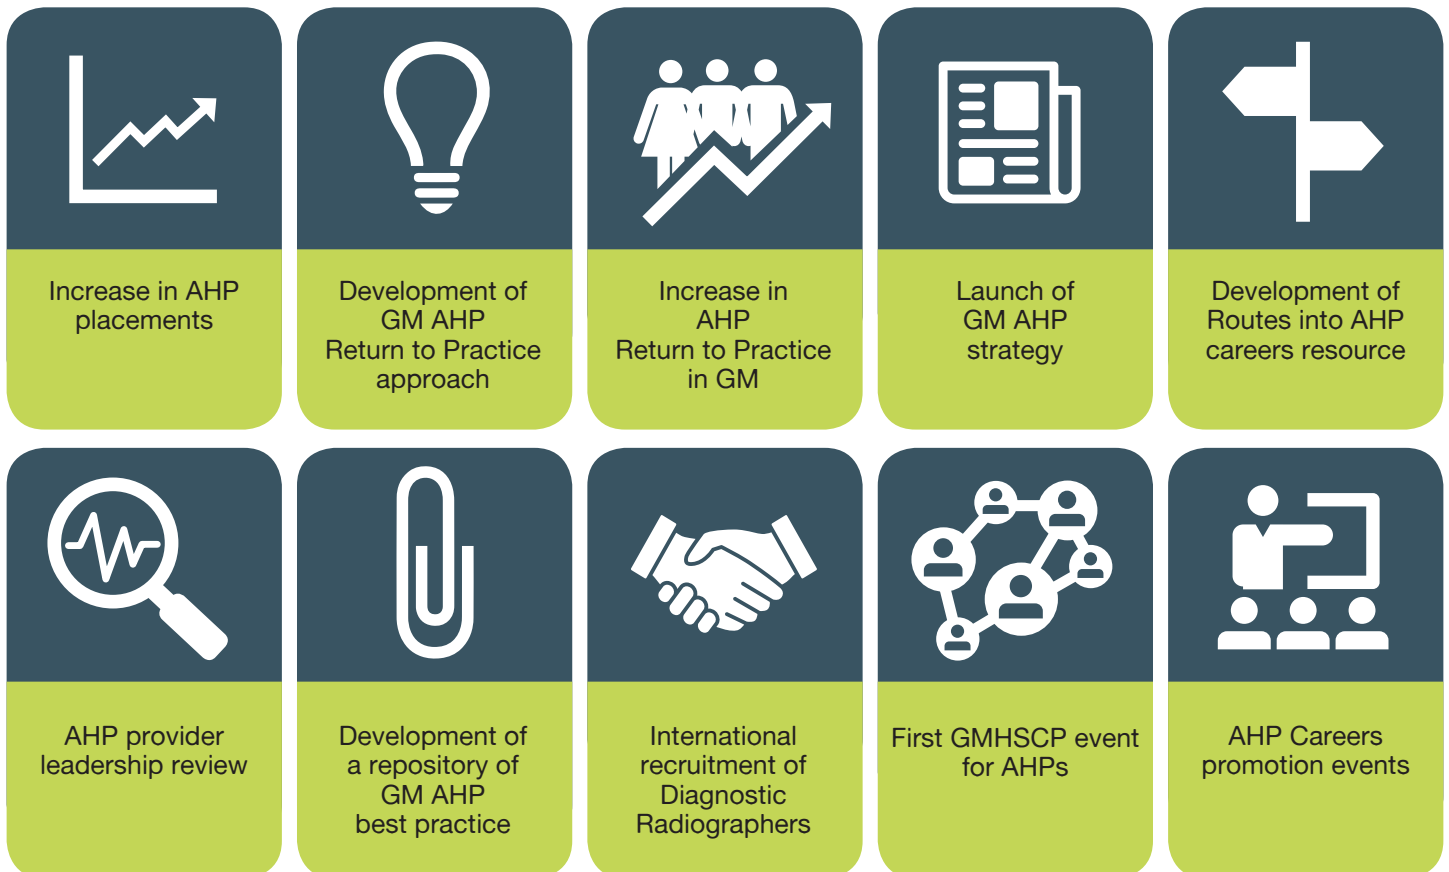 Increase in AHP
placements
Development of
GM AHP
Return to Practice
approach
Increase in
AHP
Return to Practice
in GM
Launch of
GM AHP
strategy
Development of
Routes into AHP
careers resource
AHP provider
leadership review
Development of
a repository of
GM AHP
best practice
International
recruitment of
Diagnostic
Radiographers
First GMHSCP event
for AHPs
AHP Careers
promotion events